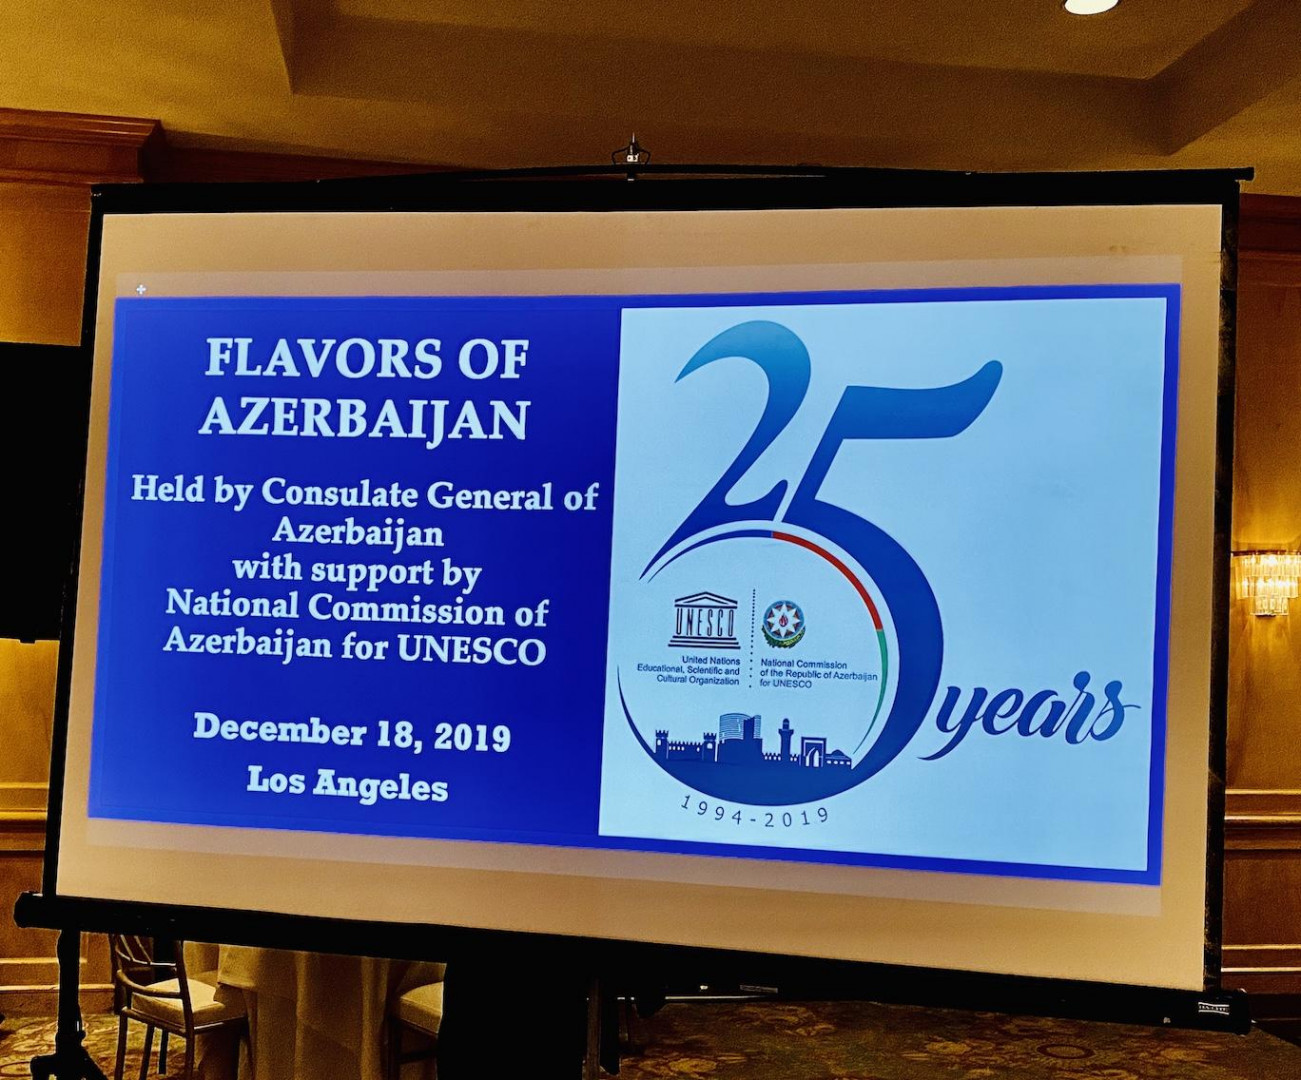 FLAVORS OF
AZERBAIJAN
Held by Consulate General of
Azerbaijan
with support by
National Commission of
Azerbaijan for UNESCO
December 18, 2019
Los Angeles
25
years
UNESCO
United Nations
Educational, Scientific and
Cultural Organization
National Commission
of the Republic of Azerbaijan
for UNESCO
1994-2019